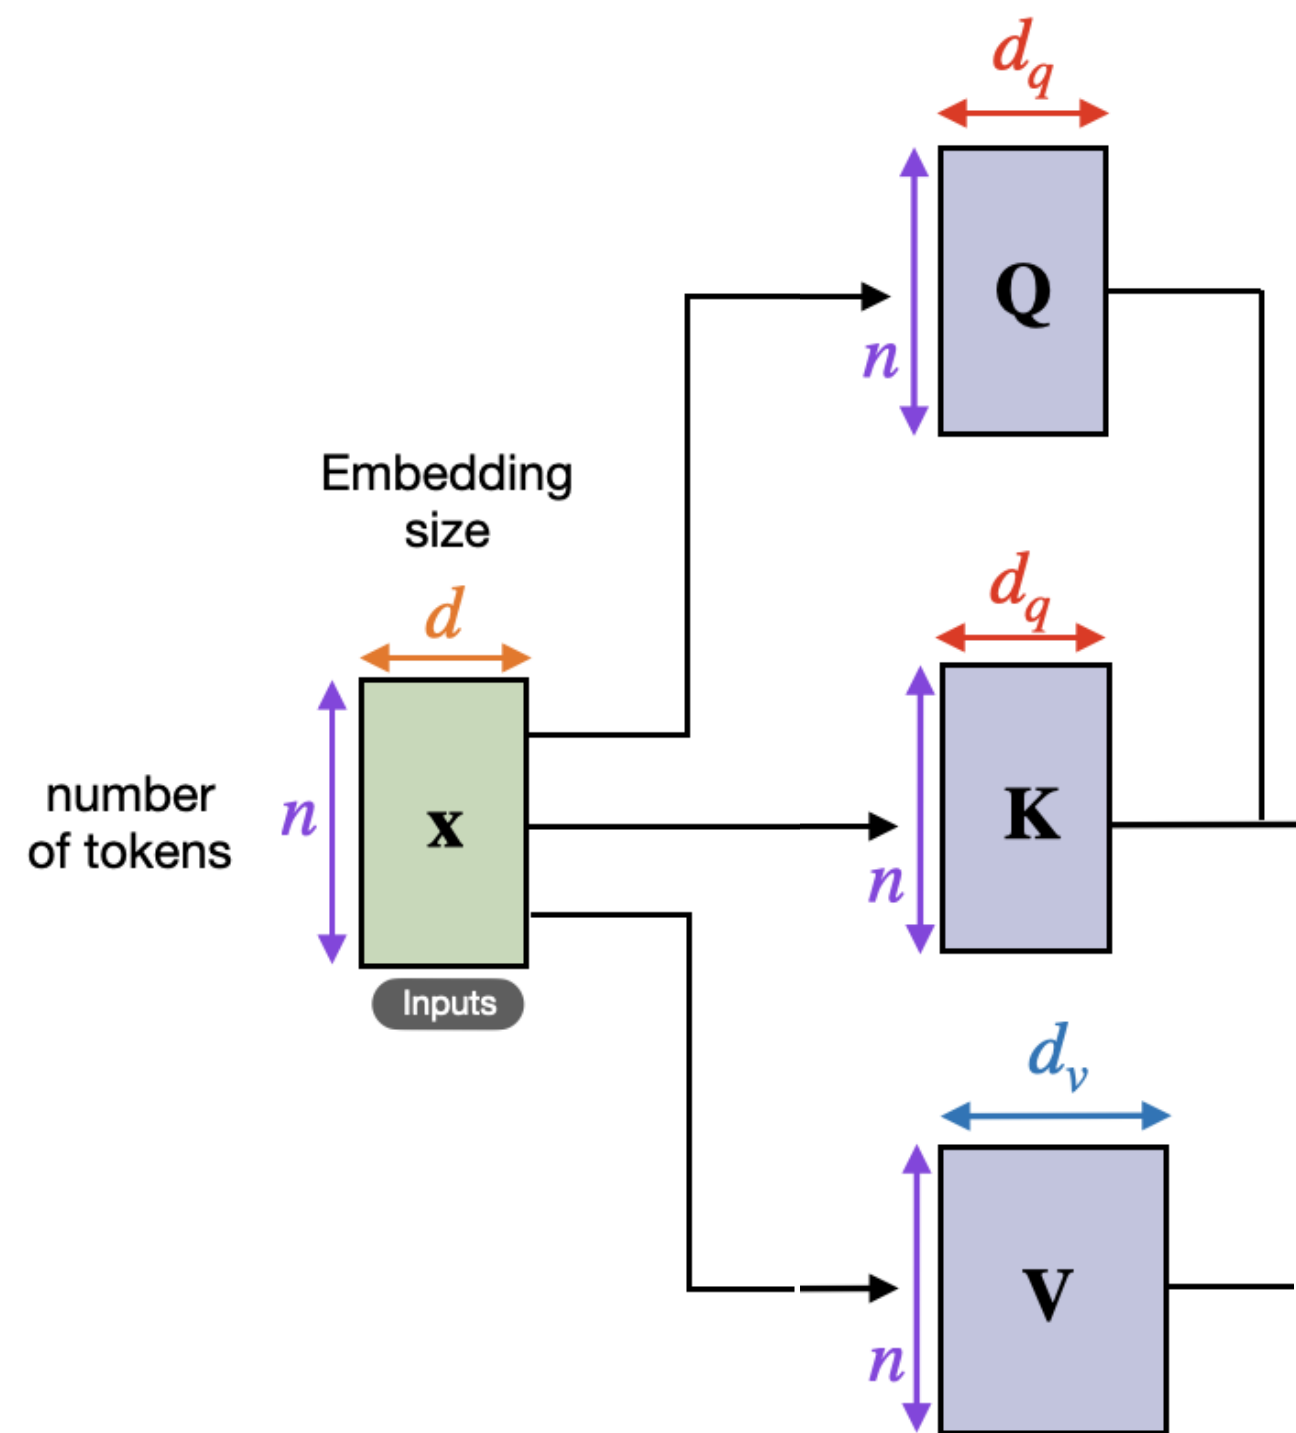 d_q
Q
n
Embedding
size
d
d_q
number
of tokens
n
x
K
n
Inputs
d_v
V
n